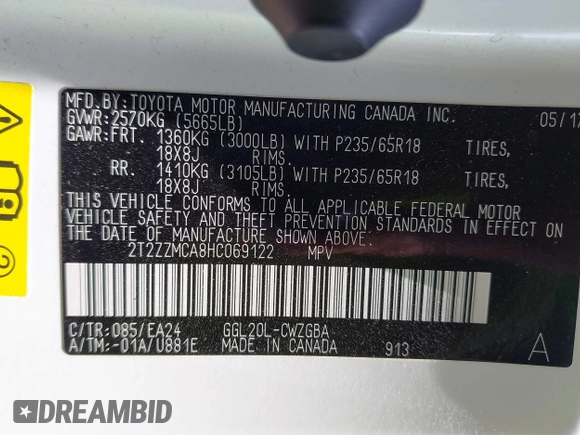 MFD.BY:TOYOTA MOTOR MANUFACTURING CANADA INC. 05/17
GVWR:2570KG (5665LB)
GAWR:FRT. 1360KG (3000LB) WITH P235/65R18 TIRES,
18X8J RIMS.
RR. 1410KG (3105LB) WITH P235/65R18 TIRES,
18X8J RIMS.
THIS VEHICLE CONFORMS TO ALL APPLICABLE FEDERAL MOTOR
VEHICLE SAFETY AND THEFT PREVENTION STANDARDS IN EFFECT ON
THE DATE OF MANUFACTURE SHOWN ABOVE.
2T2ZZMCA8HC069122 MPV
C/TR:085/EA24 GGL20L-CWZGBA
A/TM:-01A/U881E MADE IN CANADA 913 A
DREAMBID
dreambid.com